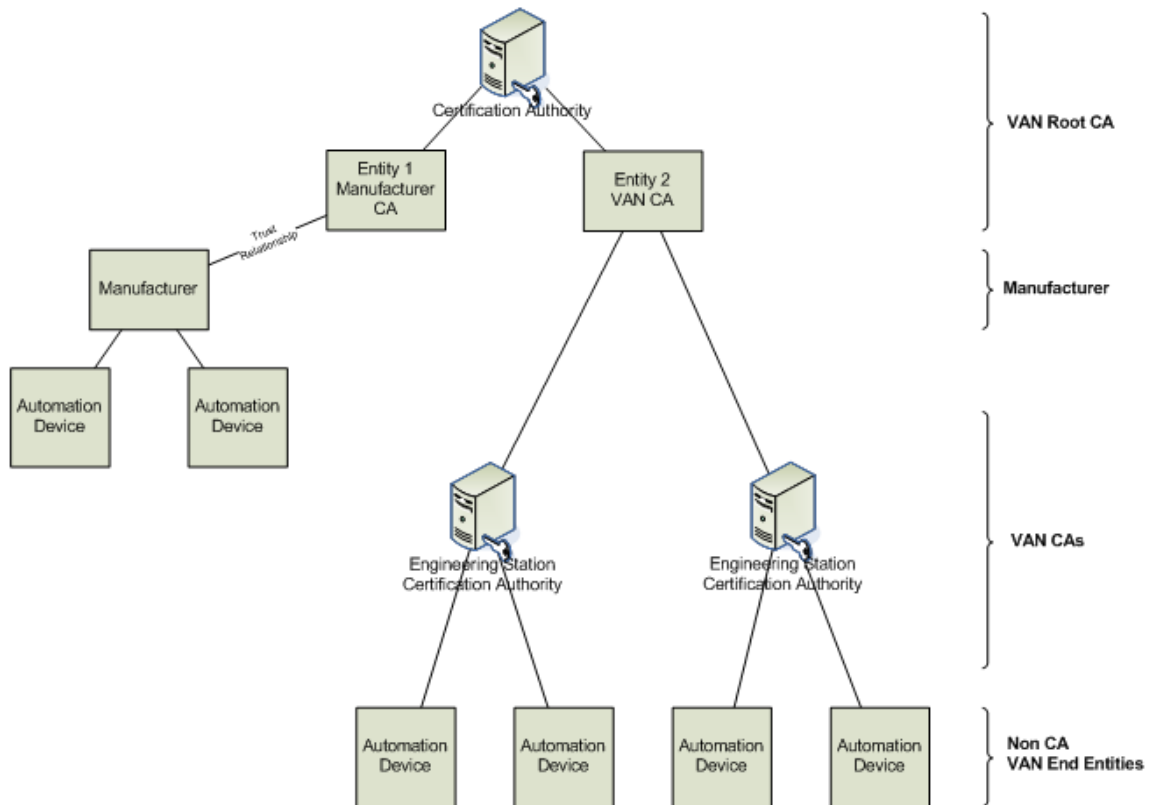 Certification Authority
VAN Root CA
Entity 1
Manufacturer
CA
Entity 2
VAN CA
Trust
Relationship
Manufacturer
Manufacturer
Automation
Device
Automation
Device
Engineering Station
Certification Authority
Engineering Station
Certification Authority
VAN CAs
Automation
Device
Automation
Device
Automation
Device
Automation
Device
Non CA
VAN End Entities